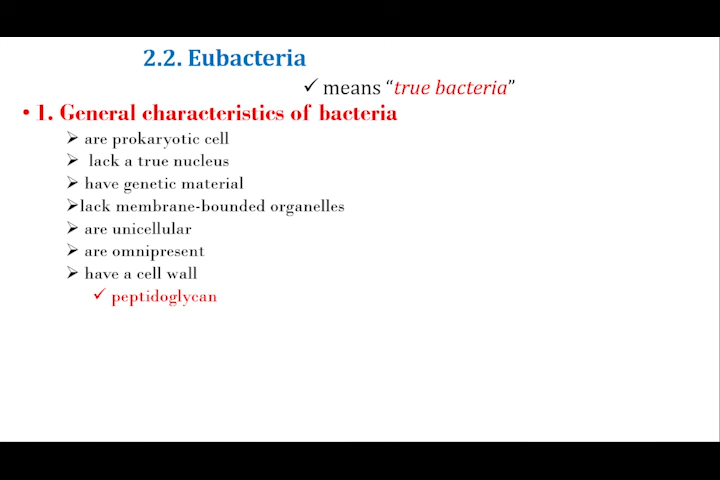 2.2. Eubacteria
✓ means “true bacteria”
• 1. General characteristics of bacteria
➢ are prokaryotic cell
➢ lack a true nucleus
➢ have genetic material
➢lack membrane-bounded organelles
➢ are unicellular
➢ are omnipresent
➢ have a cell wall
✓ peptidoglycan